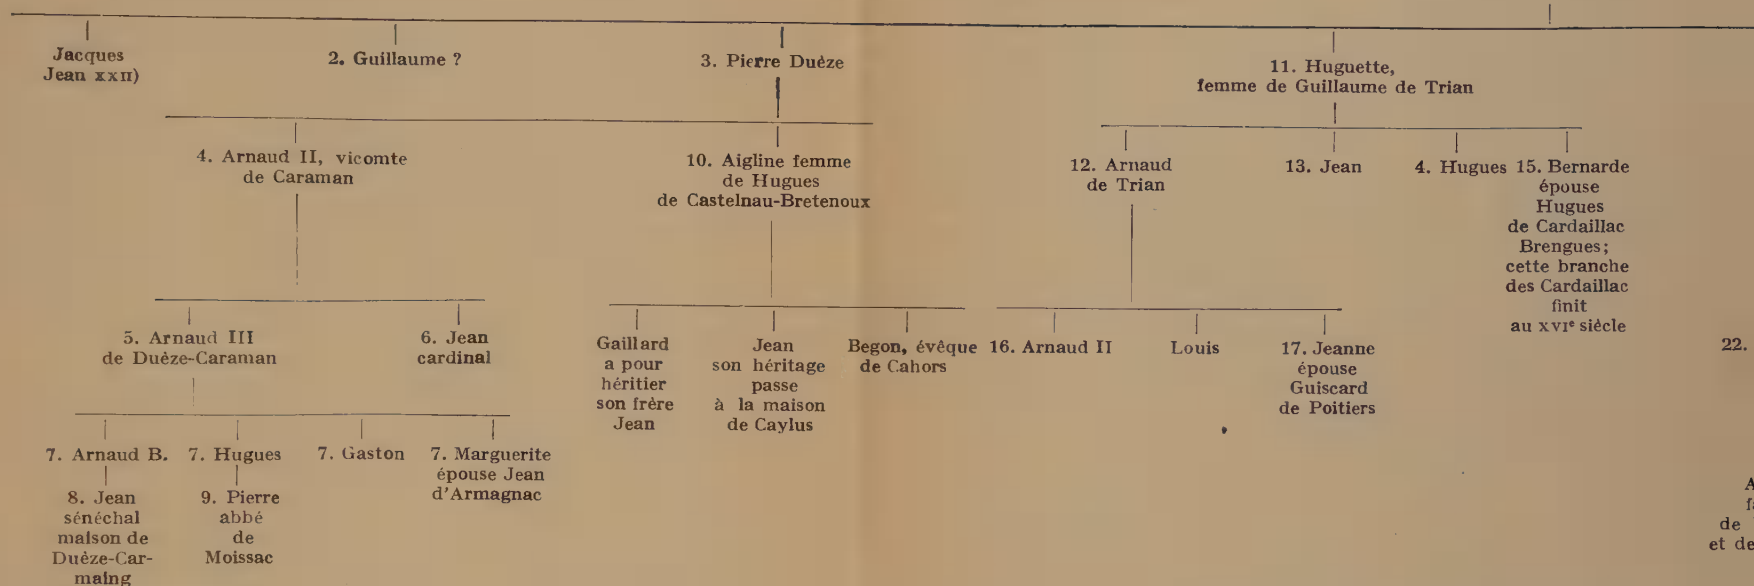 Jacques
Jean XXII)
2. Guillaume ?
3. Pierre Duèze
11. Huguette,
femme de Guillaume de Trian
4. Arnaud II, vicomte
de Caraman
10. Aigline femme
de Hugues
de Castelnau-Bretenoux
12. Arnaud
de Trian
13. Jean
4. Hugues
15. Bernarde
épouse
Hugues
de Cardaillac
Brengues;
cette branche
des Cardaillac
finit
au XVIe siècle
5. Arnaud III
de Duèze-Caraman
6. Jean
cardinal
Gaillard
a pour
héritier
son frère
Jean
Jean
son héritage
passe
à la maison
de Caylus
Begon, évêque
de Cahors
16. Arnaud II
Louis
17. Jeanne
épouse
Guiscard
de Poitiers
22.
7. Arnaud B.
7. Hugues
7. Gaston
7. Marguerite
épouse Jean
d'Armagnac
8. Jean
sénéchal
maison de
Duèze-Car-
maing
9. Pierre
abbé
de
Moissac
de
et de